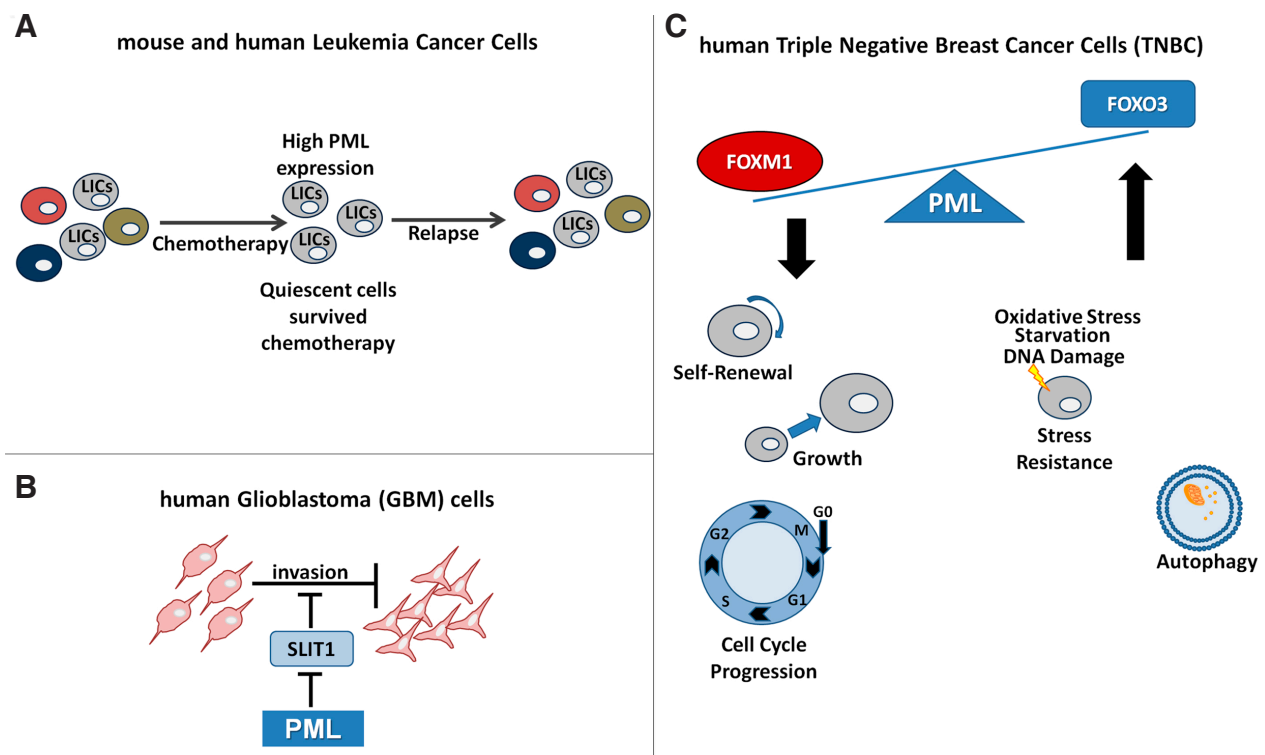 A
mouse and human Leukemia Cancer Cells
High PML
expression
LICs
LICs
Chemotherapy
LICs
LICs
LICs
Relapse
LICs
LICs
Quiescent cells
survived
chemotherapy
B
human Glioblastoma (GBM) cells
invasion
SLIT1
PML
C
human Triple Negative Breast Cancer Cells (TNBC)
FOXO3
FOXM1
PML
Self-Renewal
Growth
Oxidative Stress
Starvation
DNA Damage
Stress
Resistance
G0
M
G2
G1
S
Cell Cycle
Progression
Autophagy